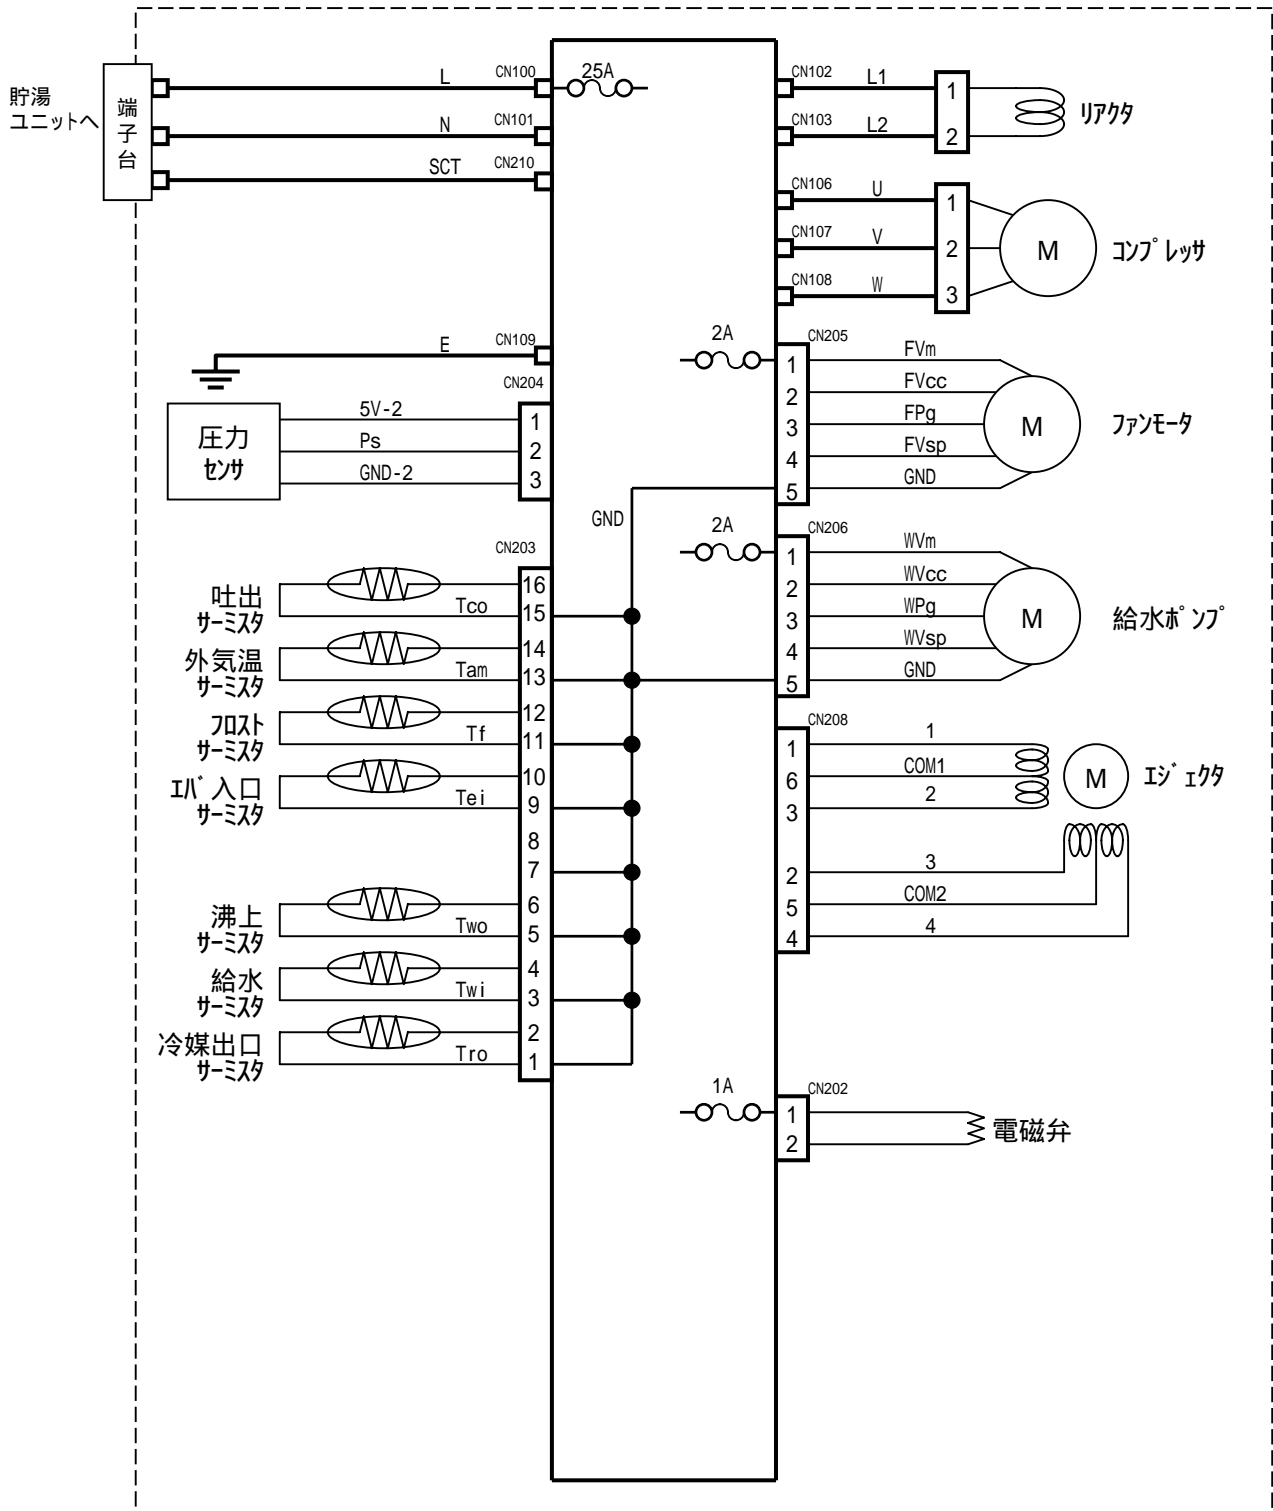 貯湯
ユニットへ
端
子
台
L
CN100
25A
N
CN101
SCT
CN210
E
CN109
CN204
圧力
ｾﾝｻ
5V-2
1
Ps
2
GND-2
3
GND
CN203
吐出
ｻｰﾐｽﾀ
16
Tco
15
外気温
ｻｰﾐｽﾀ
14
Tam
13
ﾌﾛｽﾄ
ｻｰﾐｽﾀ
12
Tf
11
ｴﾊﾞ入口
ｻｰﾐｽﾀ
10
Tei
9
8
7
沸上
ｻｰﾐｽﾀ
6
Two
5
給水
ｻｰﾐｽﾀ
4
Twi
3
冷媒出口
ｻｰﾐｽﾀ
2
Tro
1
CN102
L1
1
CN103
L2
2
ﾘｱｸﾀ
CN106
U
1
CN107
V
2
CN108
W
3
M
ｺﾝﾌﾟﾚｯｻ
2A
CN205
1
FVm
2
FVcc
3
FPg
4
FVsp
5
GND
M
ﾌｧﾝﾓｰﾀ
2A
CN206
1
WVm
2
WVcc
3
WPg
4
WVsp
5
GND
M
給水ﾎﾟﾝﾌﾟ
CN208
1
1
6
COM1
3
2
M
ｴｼﾞｪｸﾀ
2
3
5
COM2
4
4
1A
CN202
1
2
電磁弁